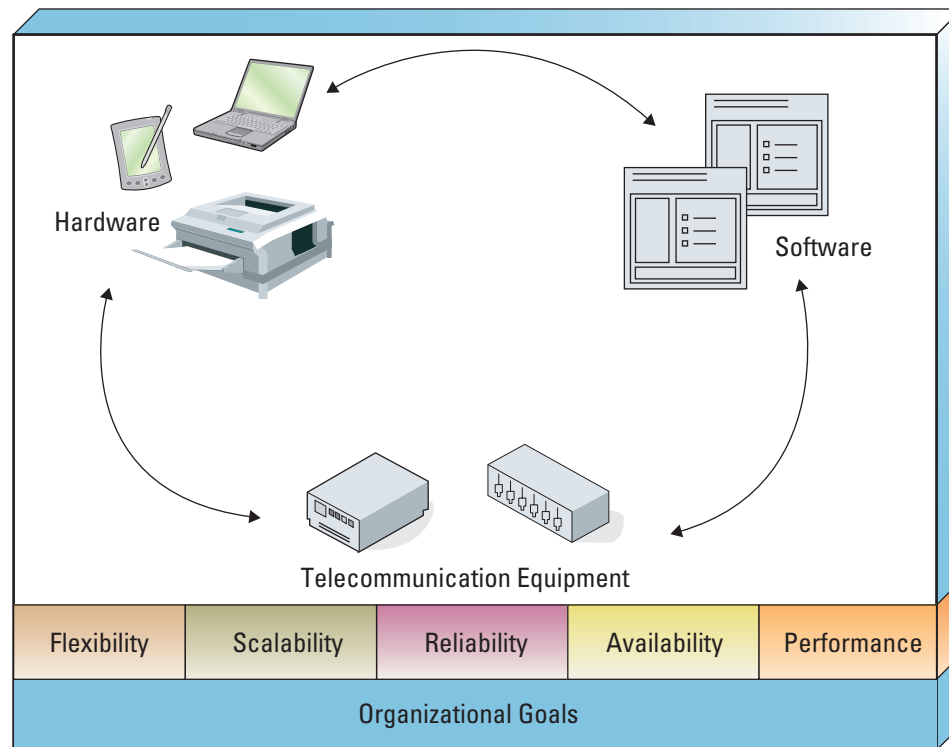 Hardware
Software
Telecommunication Equipment
Flexibility
Scalability
Reliability
Availability
Performance
Organizational Goals